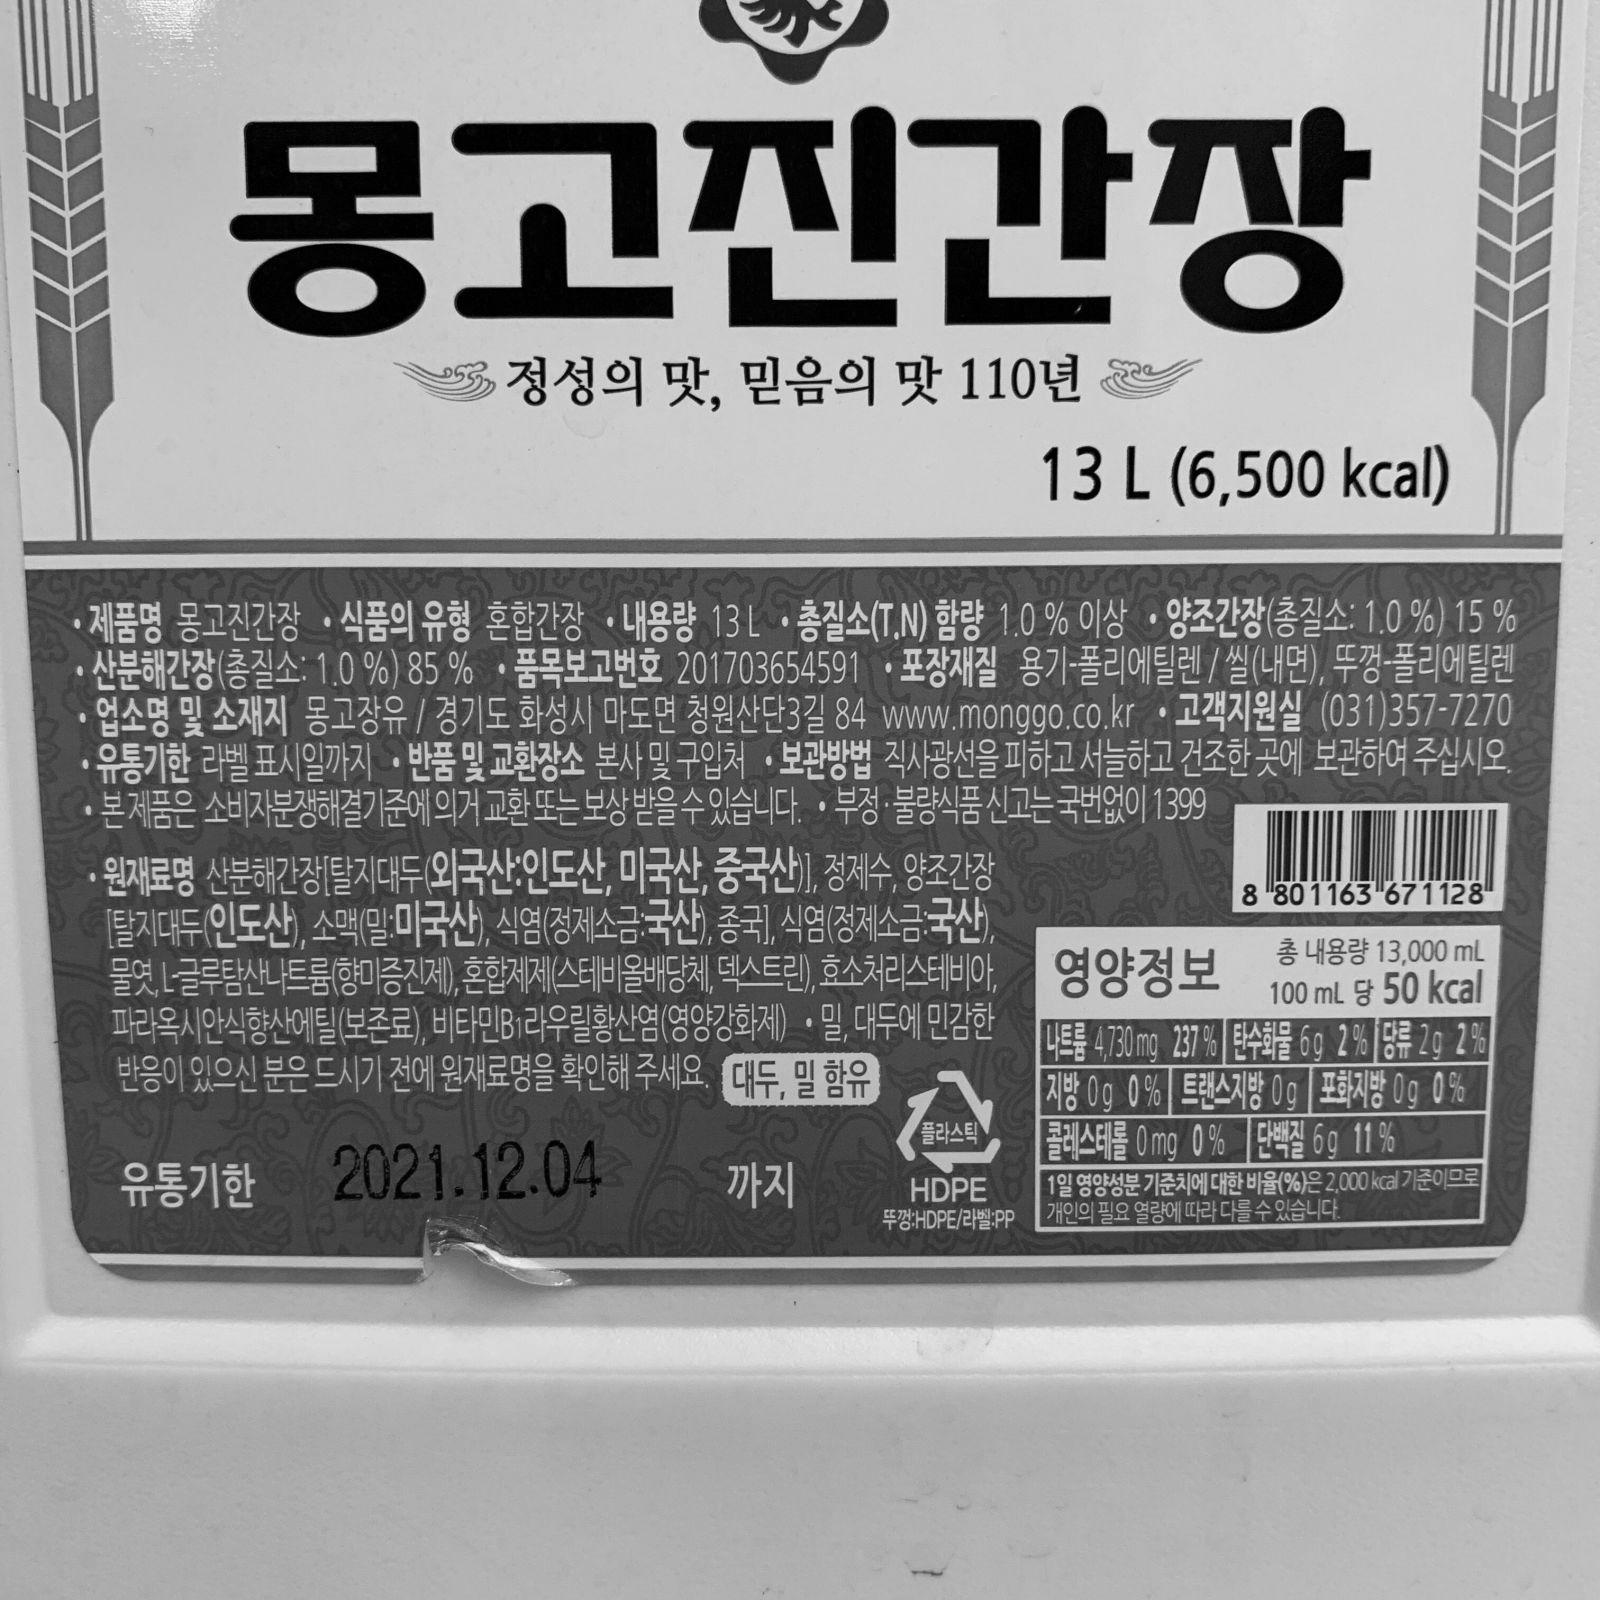 몽고진간장
정성의 맛, 믿음의 맛 110년
13 L (6,500 kcal)
• 제품명 몽고진간장 • 식품의 유형 혼합간장 • 내용량 13 L • 총질소(T.N) 함량 1.0 % 이상 • 양조간장(총질소: 1.0 %) 15 %
• 산분해간장(총질소: 1.0 %) 85 % • 품목보고번호 201703654591 • 포장재질 용기-폴리에틸렌 / 씰(내면), 뚜껑-폴리에틸렌
• 업소명 및 소재지 몽고장유 / 경기도 화성시 마도면 청원산단3길 84 www.monggo.co.kr • 고객지원실 (031)357-7270
• 유통기한 라벨 표시일까지 • 반품 및 교환장소 본사 및 구입처 • 보관방법 직사광선을 피하고 서늘하고 건조한 곳에 보관하여 주십시오.
• 본 제품은 소비자분쟁해결기준에 의거 교환 또는 보상 받을 수 있습니다. • 부정·불량식품 신고는 국번없이 1399
• 원재료명 산분해간장[탈지대두(외국산:인도산, 미국산, 중국산)], 정제수, 양조간장
[탈지대두(인도산), 소맥(밀:미국산), 식염(정제소금:국산), 종국], 식염(정제소금:국산),
물엿, L-글루탐산나트륨(향미증진제), 혼합제제(스테비올배당체, 덱스트린), 효소처리스테비아,
파라옥시안식향산에틸(보존료), 비타민B1라우릴황산염(영양강화제) • 밀, 대두에 민감한
반응이 있으신 분은 드시기 전에 원재료명을 확인해 주세요. 대두, 밀 함유
8 801163 671128
영양정보 총 내용량 13,000 mL
100 mL 당 50 kcal
나트륨 4,730 mg 237 % 탄수화물 6 g 2 % 당류 2 g 2 %
지방 0 g 0 % 트랜스지방 0 g 포화지방 0 g 0 %
콜레스테롤 0 mg 0 % 단백질 6 g 11 %
1일 영양성분 기준치에 대한 비율(%)은 2,000 kcal 기준이므로
개인의 필요 열량에 따라 다를 수 있습니다.
플라스틱
HDPE
뚜껑:HDPE/라벨:PP
유통기한 2021.12.04 까지